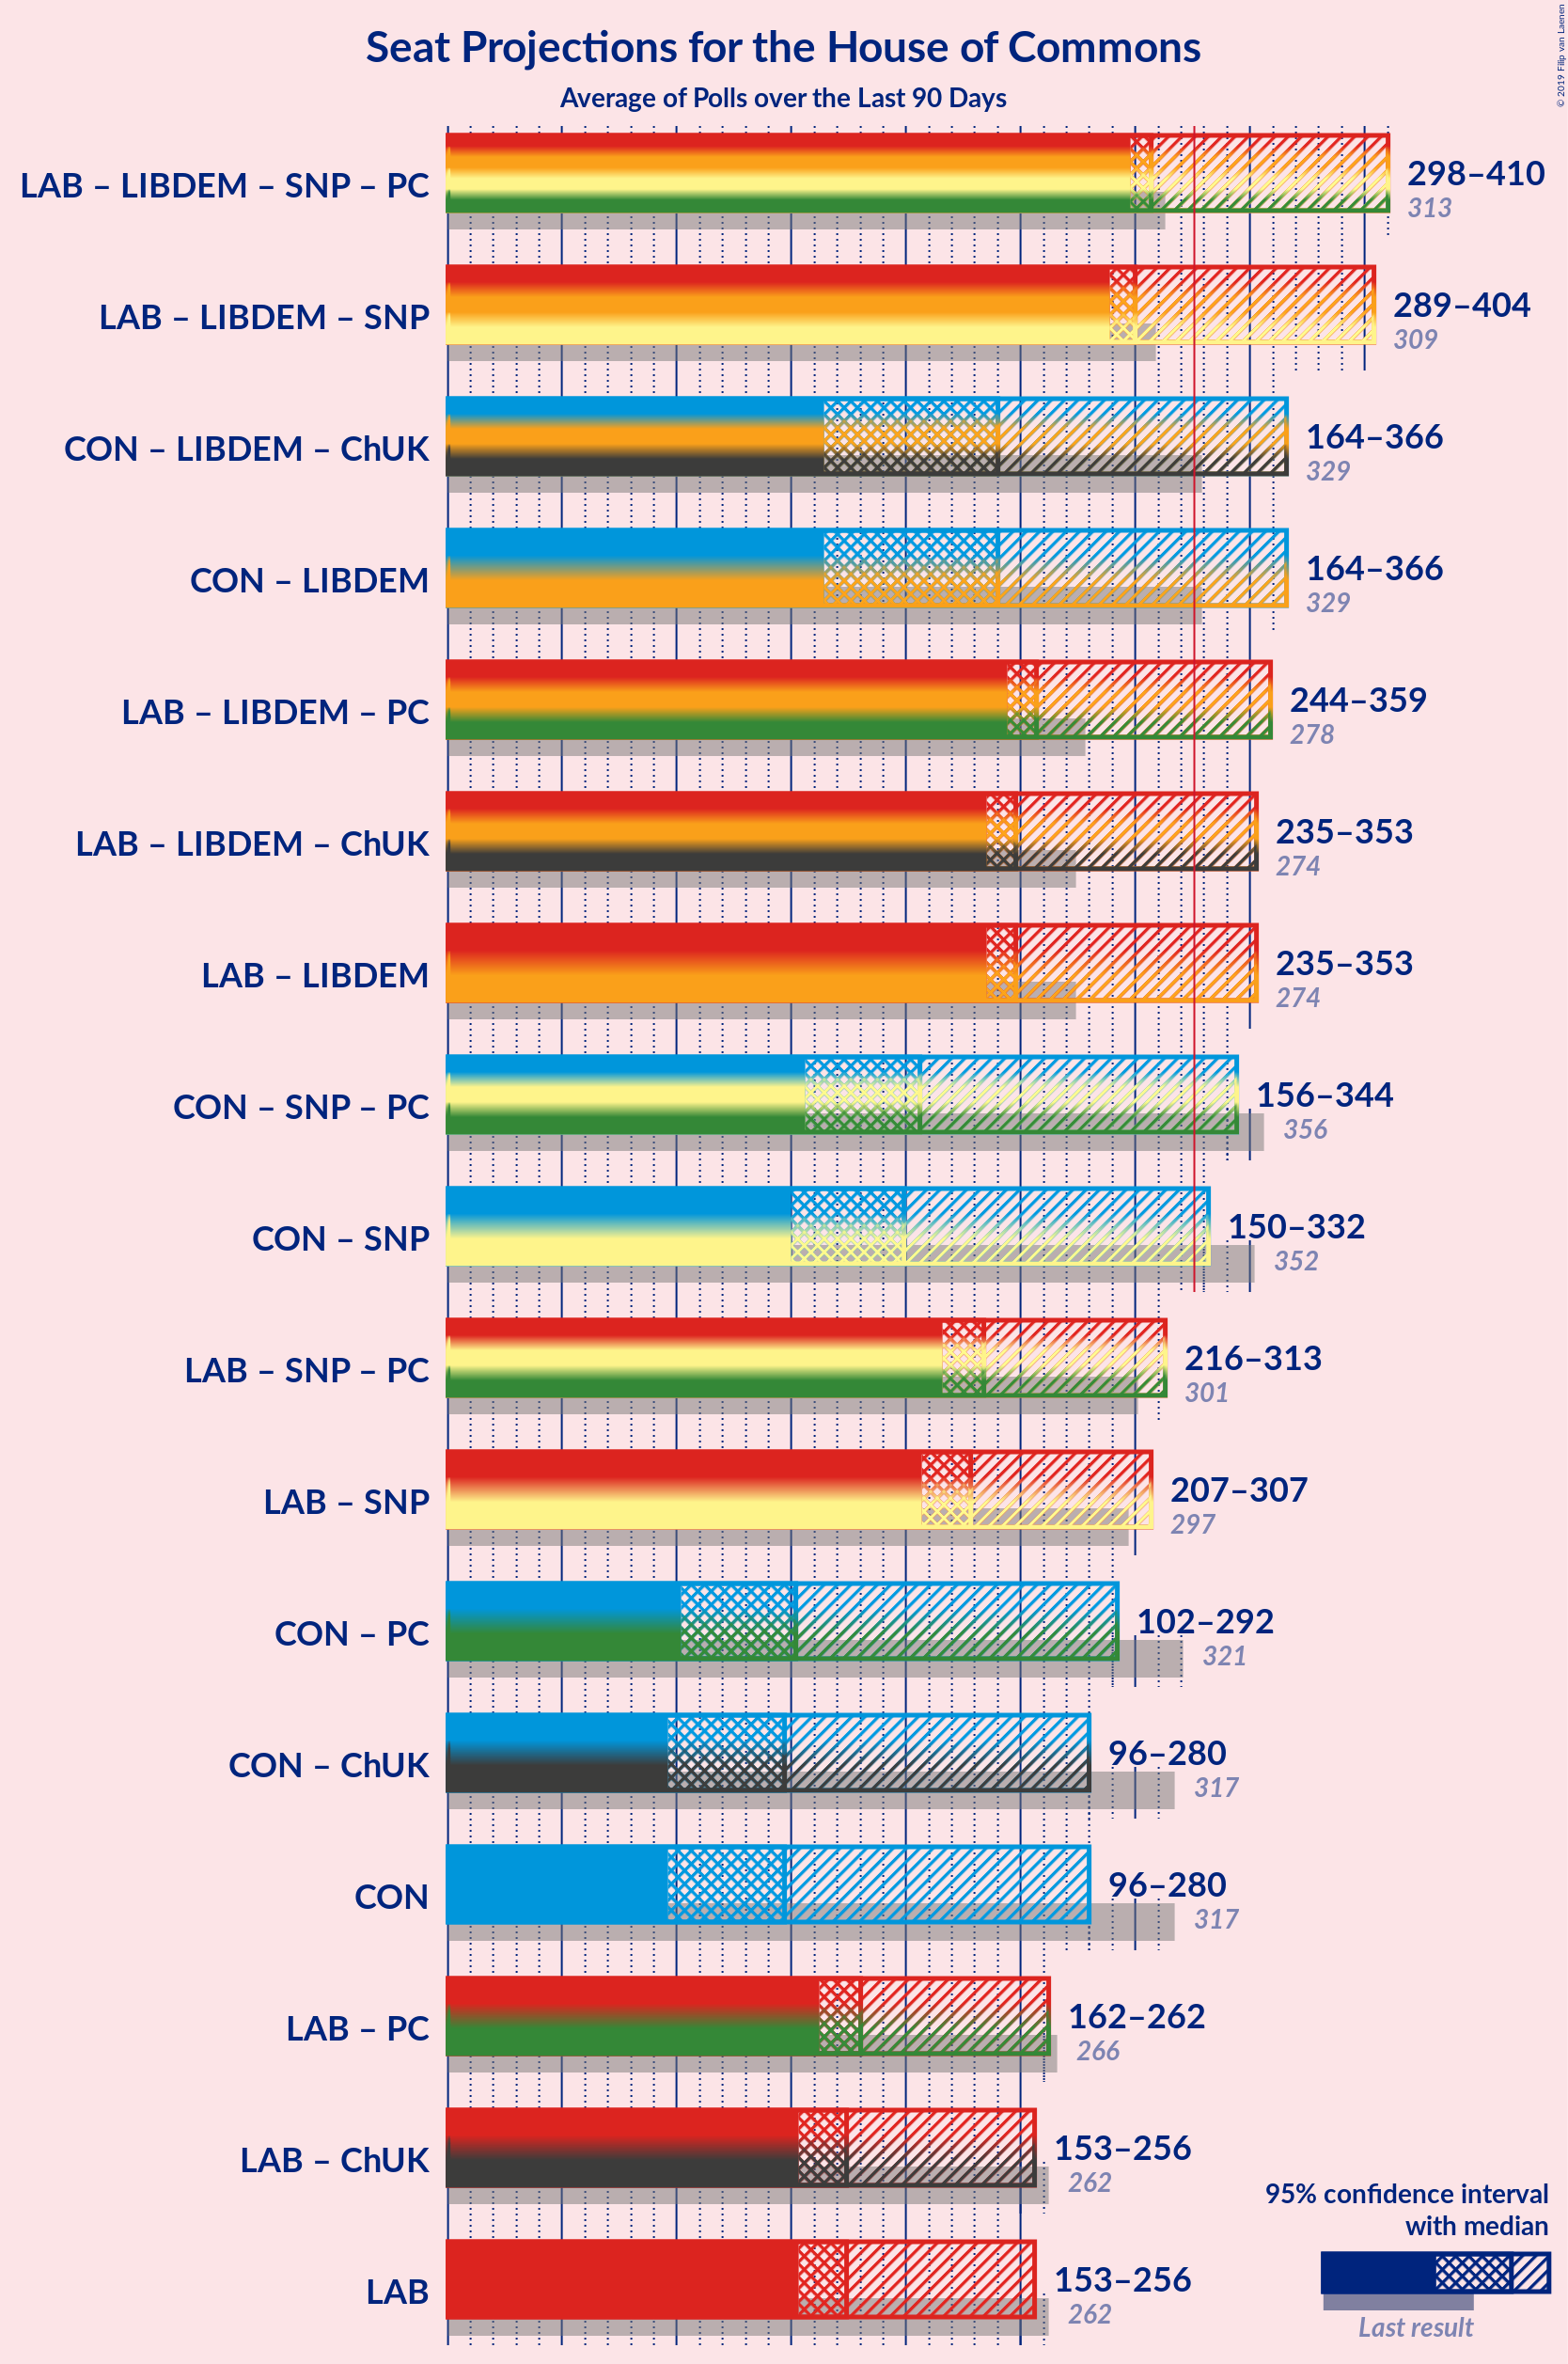 Seat Projections for the House of Commons
Average of Polls over the Last 90 Days
© 2019 Filip van Laenen
LAB – LIBDEM – SNP – PC
298–410
313
LAB – LIBDEM – SNP
289–404
309
CON – LIBDEM – ChUK
164–366
329
CON – LIBDEM
164–366
329
LAB – LIBDEM – PC
244–359
278
LAB – LIBDEM – ChUK
235–353
274
LAB – LIBDEM
235–353
274
CON – SNP – PC
156–344
356
CON – SNP
150–332
352
LAB – SNP – PC
216–313
301
LAB – SNP
207–307
297
CON – PC
102–292
321
CON – ChUK
96–280
317
CON
96–280
317
LAB – PC
162–262
266
LAB – ChUK
153–256
262
LAB
153–256
262
95% confidence interval
with median
Last result